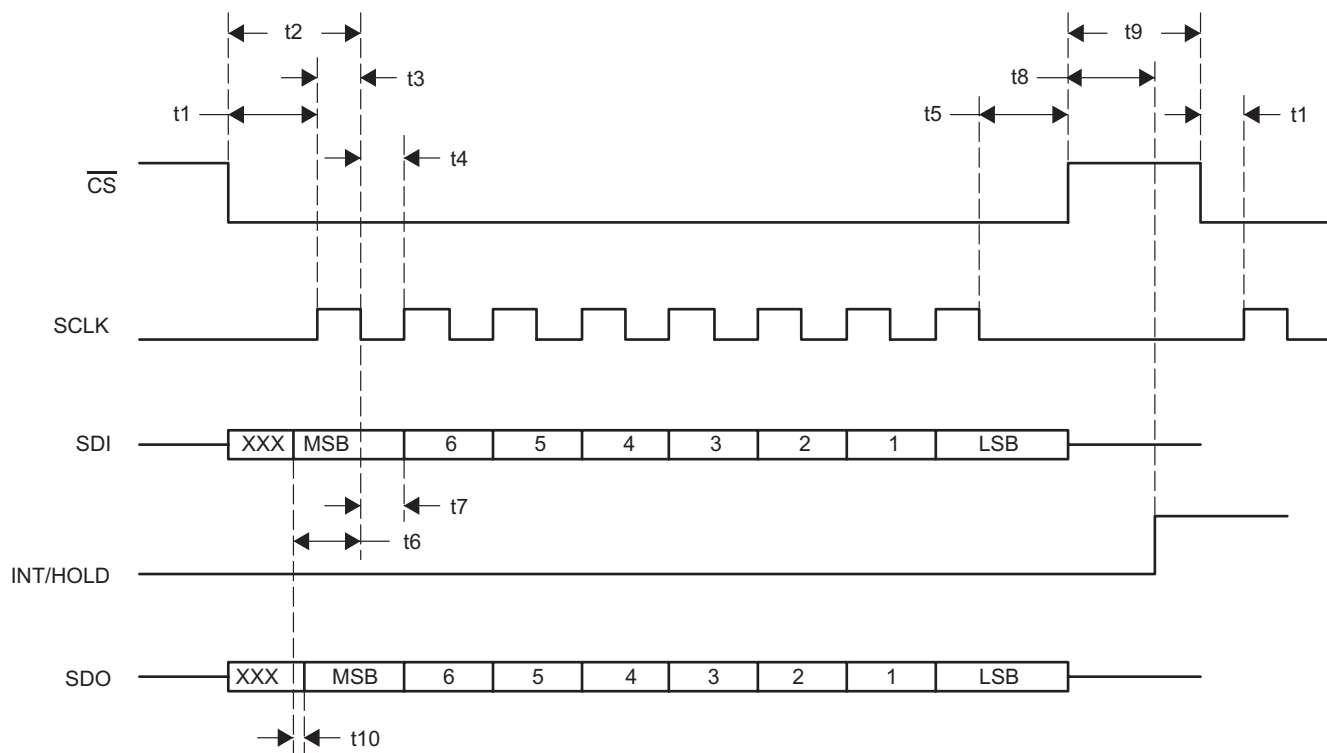 t2
t9
t3
t8
t1
t5
t1
t4
CS
SCLK
SDI
XXX MSB 6 5 4 3 2 1 LSB
t7
t6
INT/HOLD
SDO
XXX MSB 6 5 4 3 2 1 LSB
t10